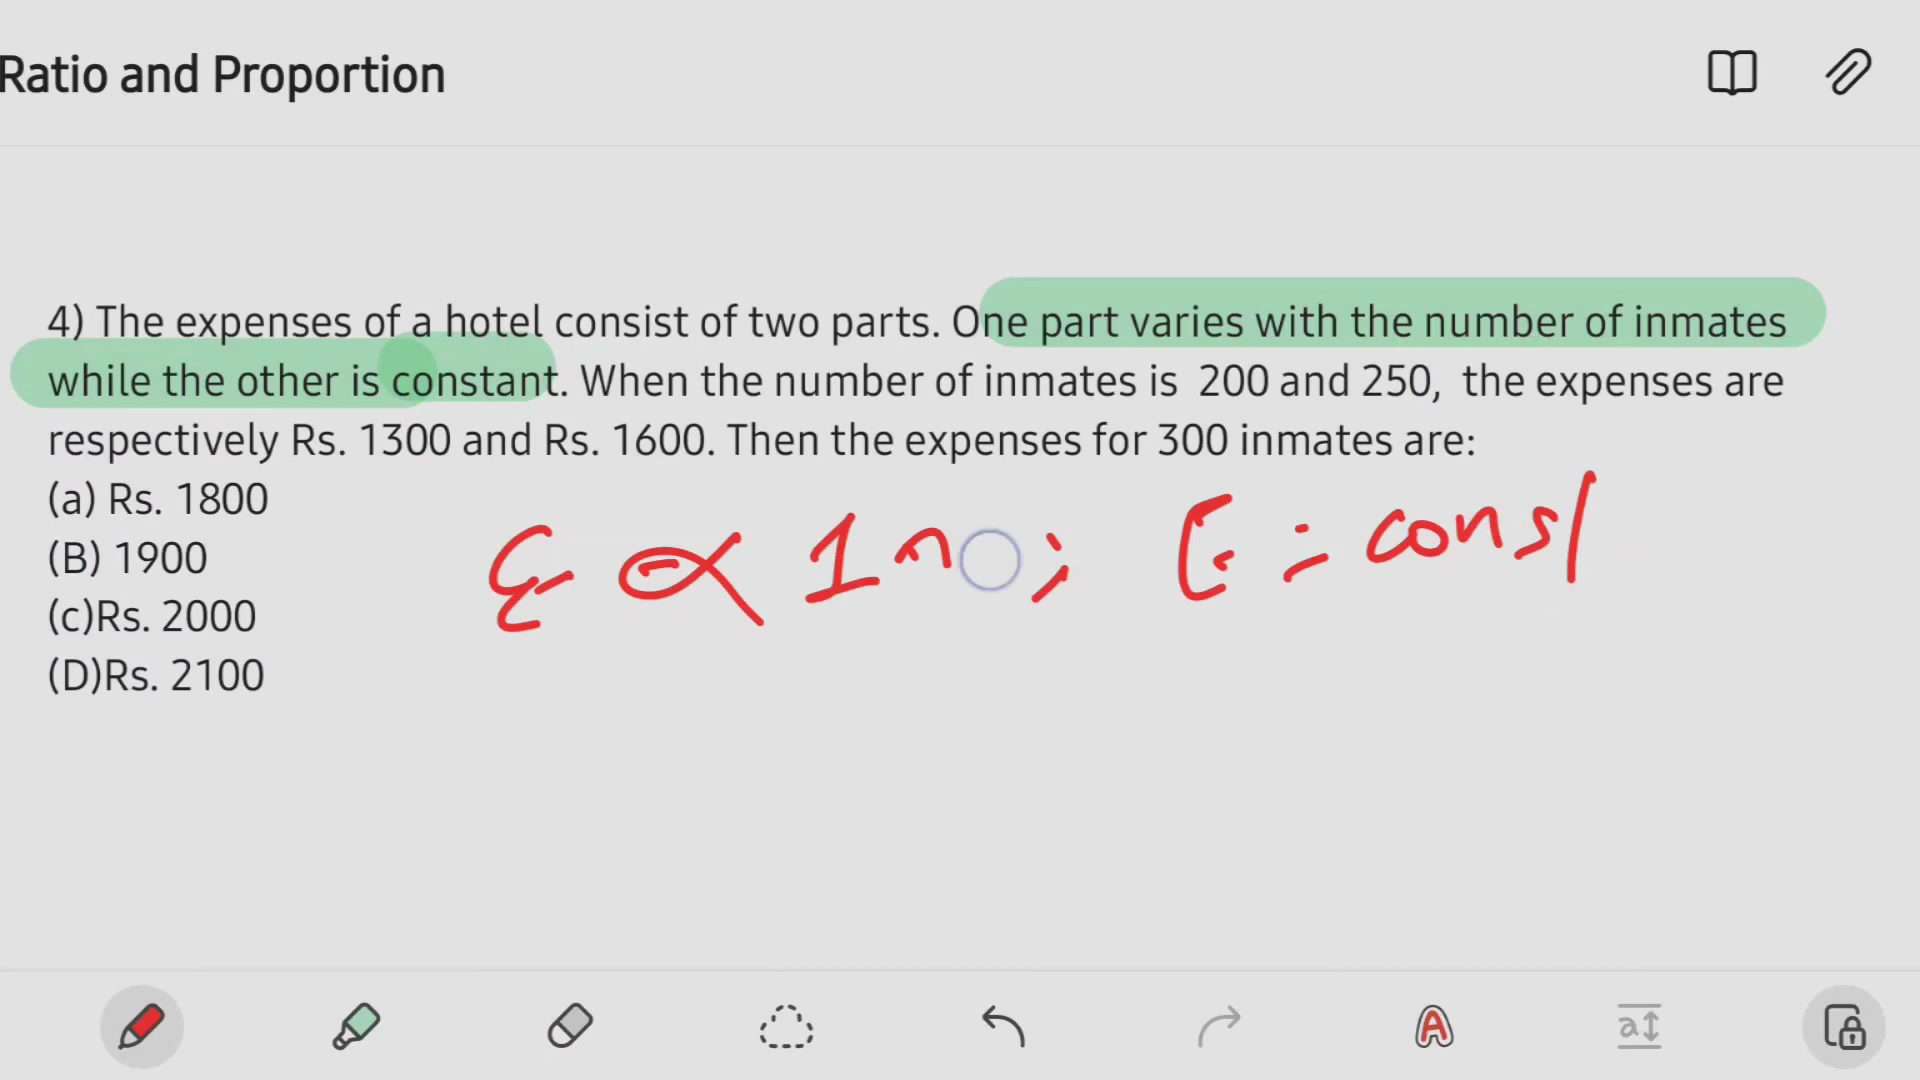 Ratio and Proportion
4) The expenses of a hotel consist of two parts. One part varies with the number of inmates
while the other is constant. When the number of inmates is 200 and 250, the expenses are
respectively Rs. 1300 and Rs. 1600. Then the expenses for 300 inmates are:
(a) Rs. 1800
(B) 1900
(c)Rs. 2000
(D)Rs. 2100
E ∝ In ; E = const
A
a